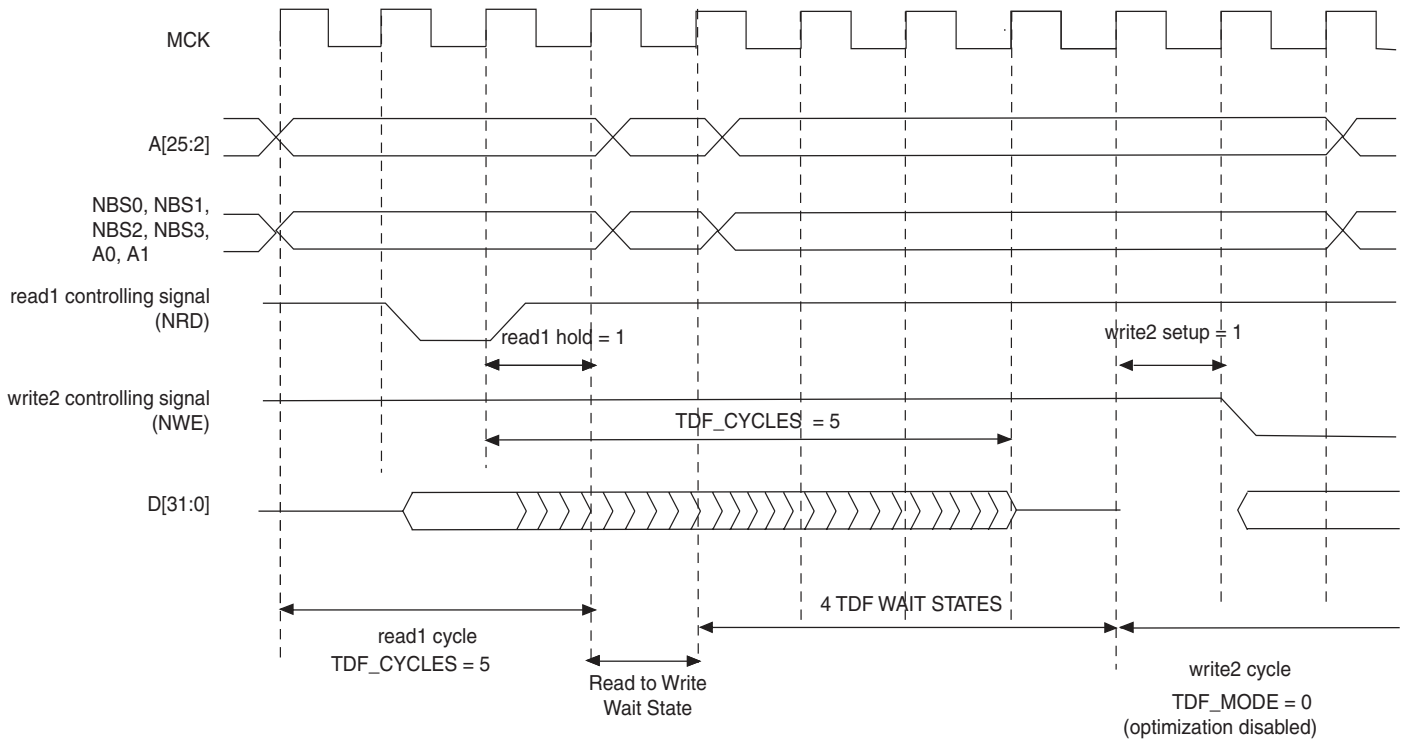 MCK
A[25:2]
NBS0, NBS1,
NBS2, NBS3,
A0, A1
read1 controlling signal
(NRD)
read1 hold = 1
write2 setup = 1
write2 controlling signal
(NWE)
TDF_CYCLES = 5
D[31:0]
4 TDF WAIT STATES
read1 cycle
TDF_CYCLES = 5
Read to Write
Wait State
write2 cycle
TDF_MODE = 0
(optimization disabled)